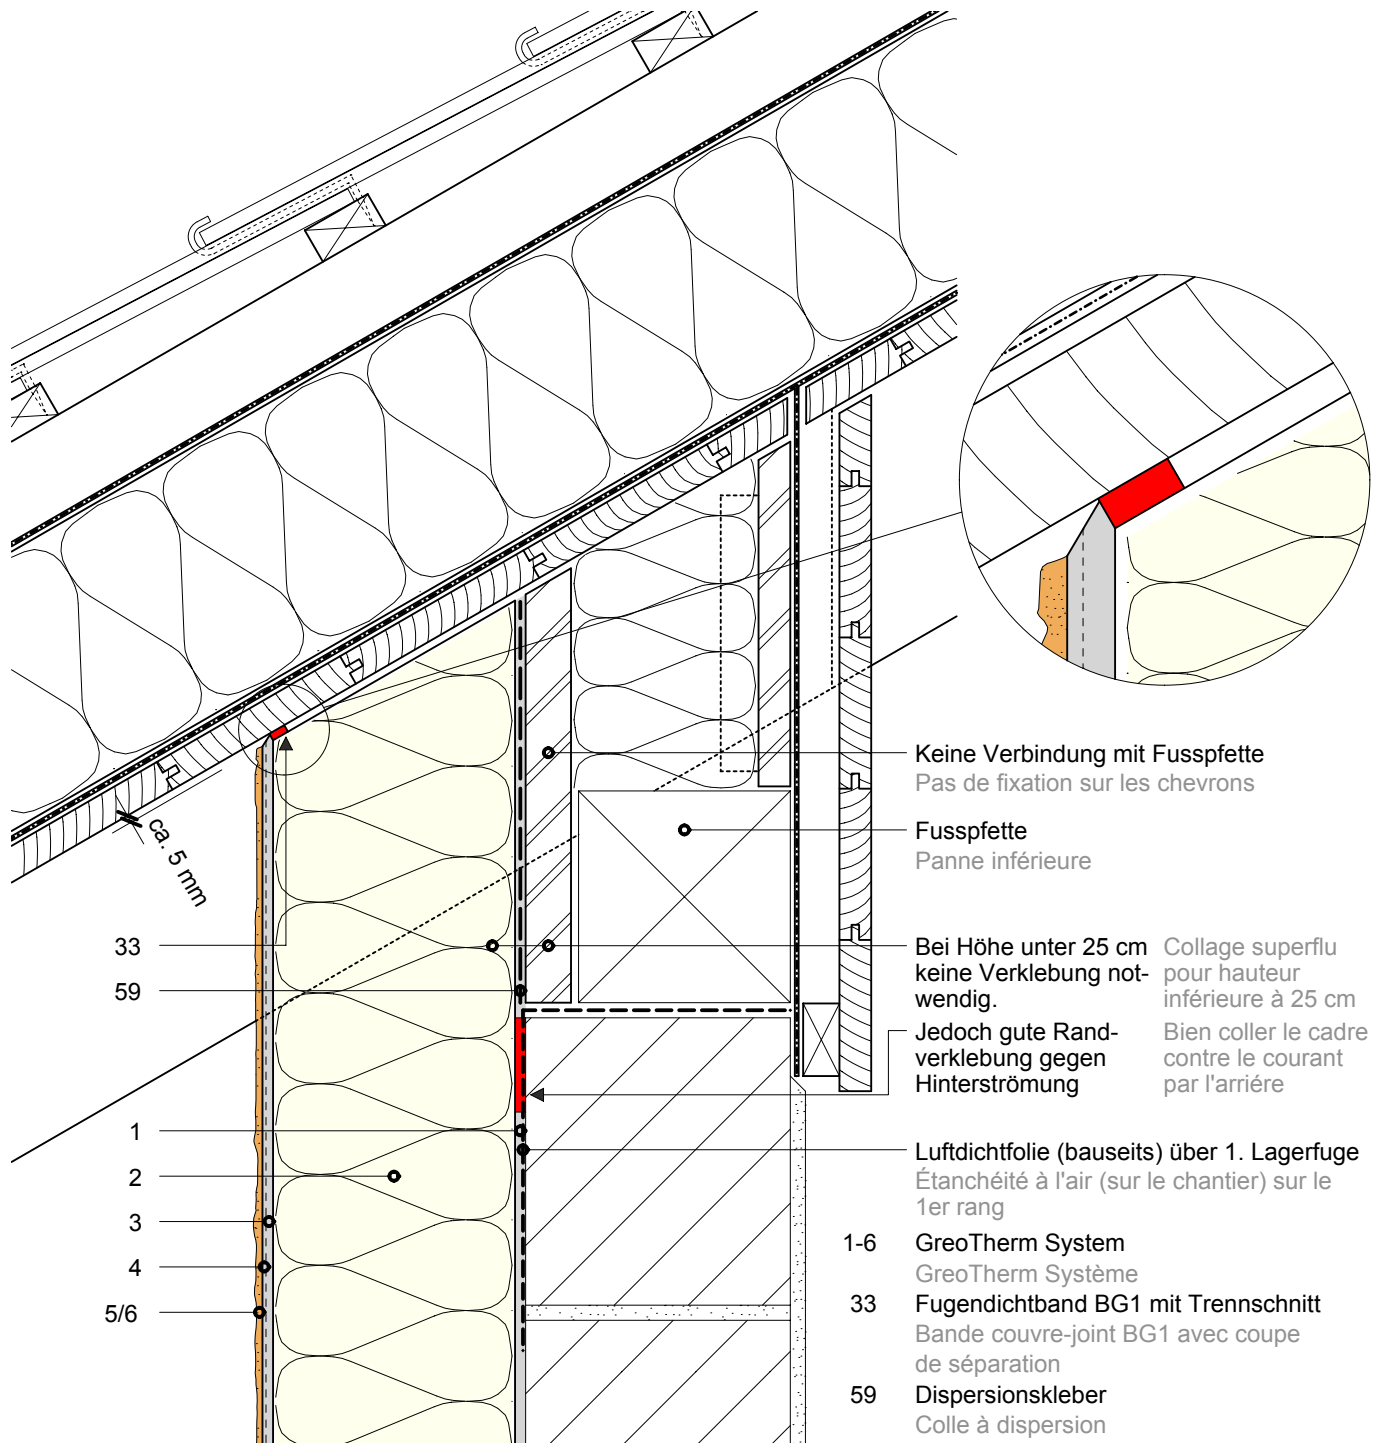 ca. 5 mm
33
59
1
2
3
4
5/6
Keine Verbindung mit Fusspfette
Pas de fixation sur les chevrons
Fusspfette
Panne inférieure
Bei Höhe unter 25 cm
keine Verklebung not-
wendig.
Collage superflu
pour hauteur
inférieure à 25 cm
Jedoch gute Rand-
verklebung gegen
Hinterströmung
Bien coller le cadre
contre le courant
par l'arriére
Luftdichtfolie (bauseits) über 1. Lagerfuge
Étanchéité à l'air (sur le chantier) sur le
1er rang
1-6 GreoTherm System
GreoTherm Système
33 Fugendichtband BG1 mit Trennschnitt
Bande couvre-joint BG1 avec coupe
de séparation
59 Dispersionskleber
Colle à dispersion